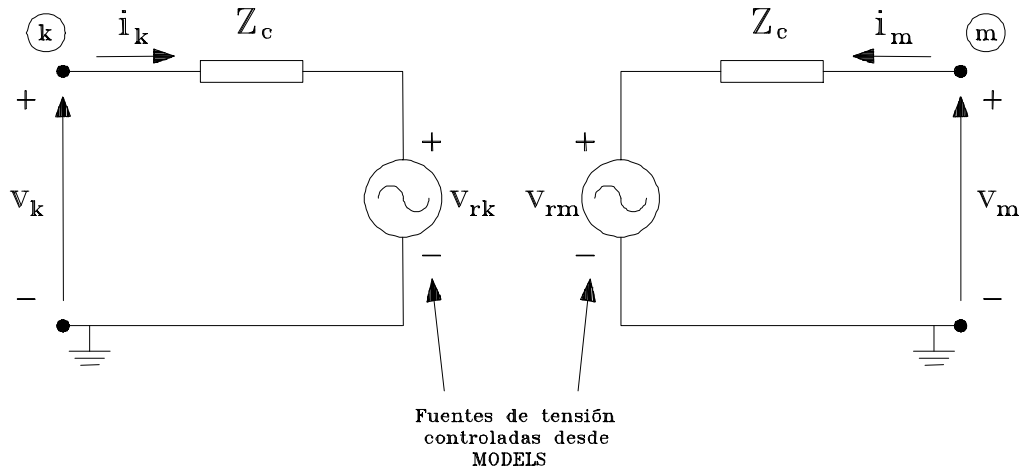 k
i_k
Z_c
Z_c
i_m
m
+
+
+
+
v_k
v_rk
v_rm
v_m
−
−
−
−
Fuentes de tensión
controladas desde
MODELS